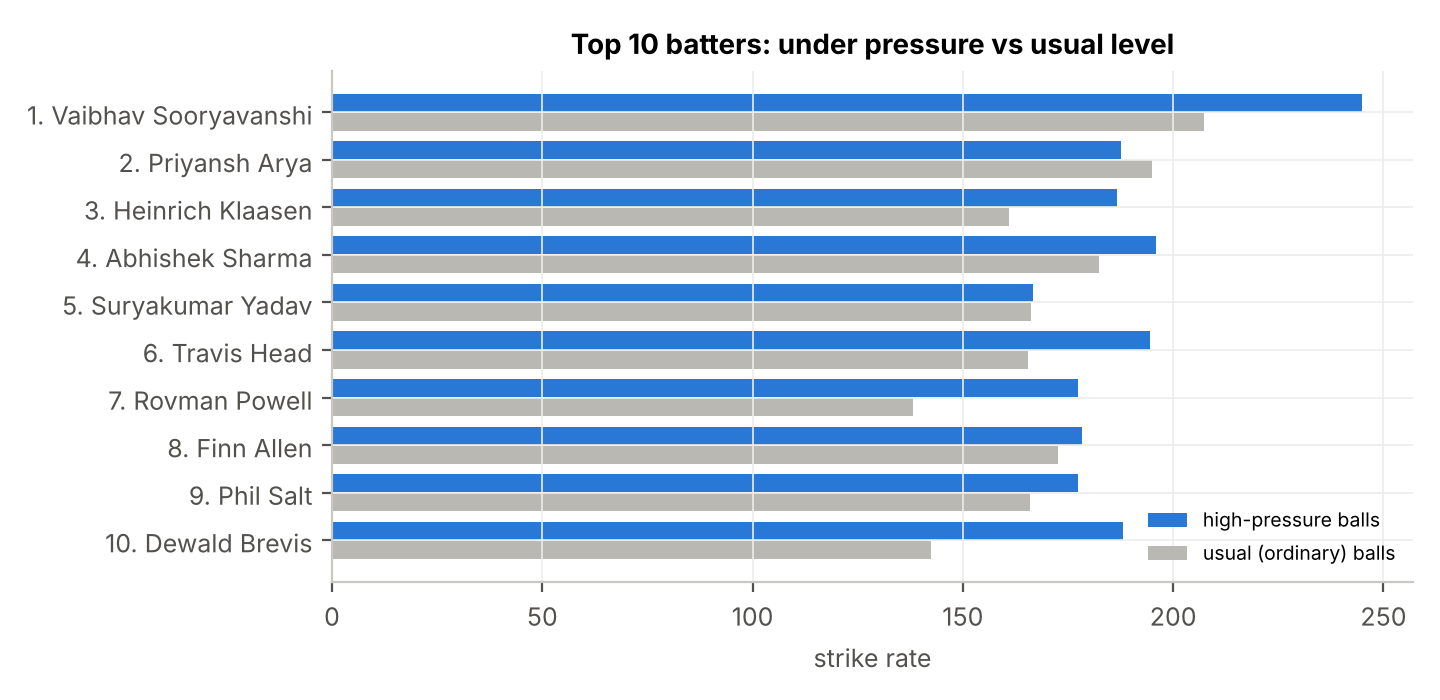 Top 10 batters: under pressure vs usual level
1. Vaibhav Sooryavanshi
2. Priyansh Arya
3. Heinrich Klaasen
4. Abhishek Sharma
5. Suryakumar Yadav
6. Travis Head
7. Rovman Powell
8. Finn Allen
9. Phil Salt
10. Dewald Brevis
high-pressure balls
usual (ordinary) balls
0 50 100 150 200 250
strike rate